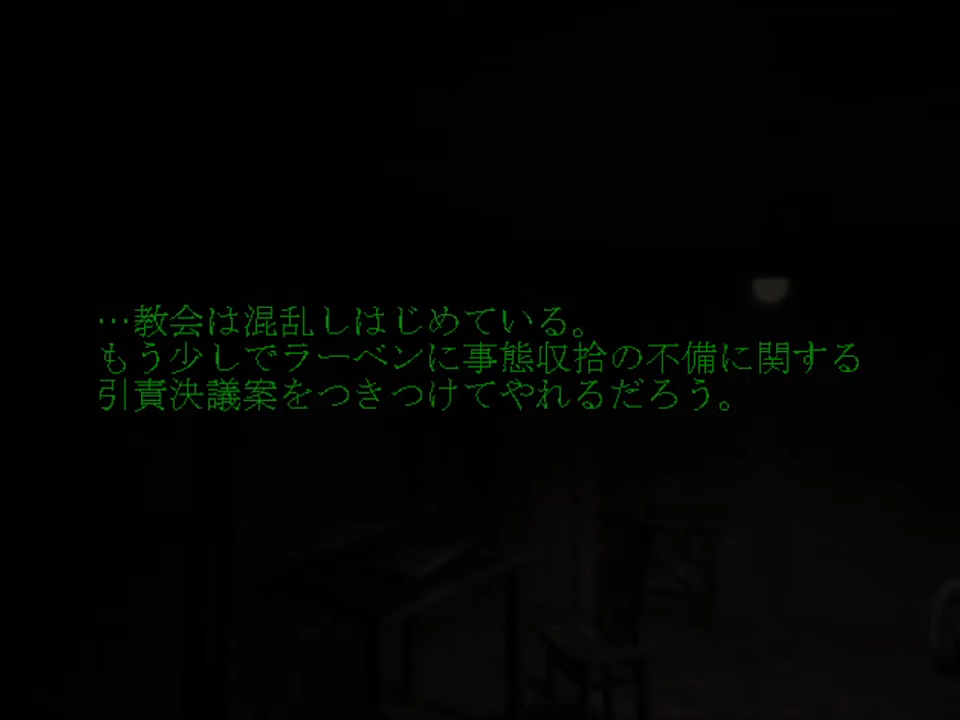 …教会は混乱しはじめている。
もう少しでラーベンに事態収拾の不備に関する
引責決議案をつきつけてやれるだろう。